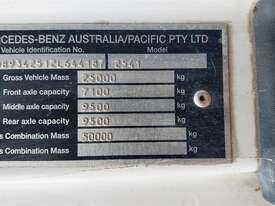 CEDES-BENZ AUSTRALIA/PACIFIC PTY LTD
Vehicle Identification No. Model
2541
Gross Vehicle Mass 25000 kg
Front axle capacity 7100 kg
Middle axle capacity 9500 kg
Rear axle capacity 9500 kg
s Combination Mass 50000 kg
s Combination Mass kg